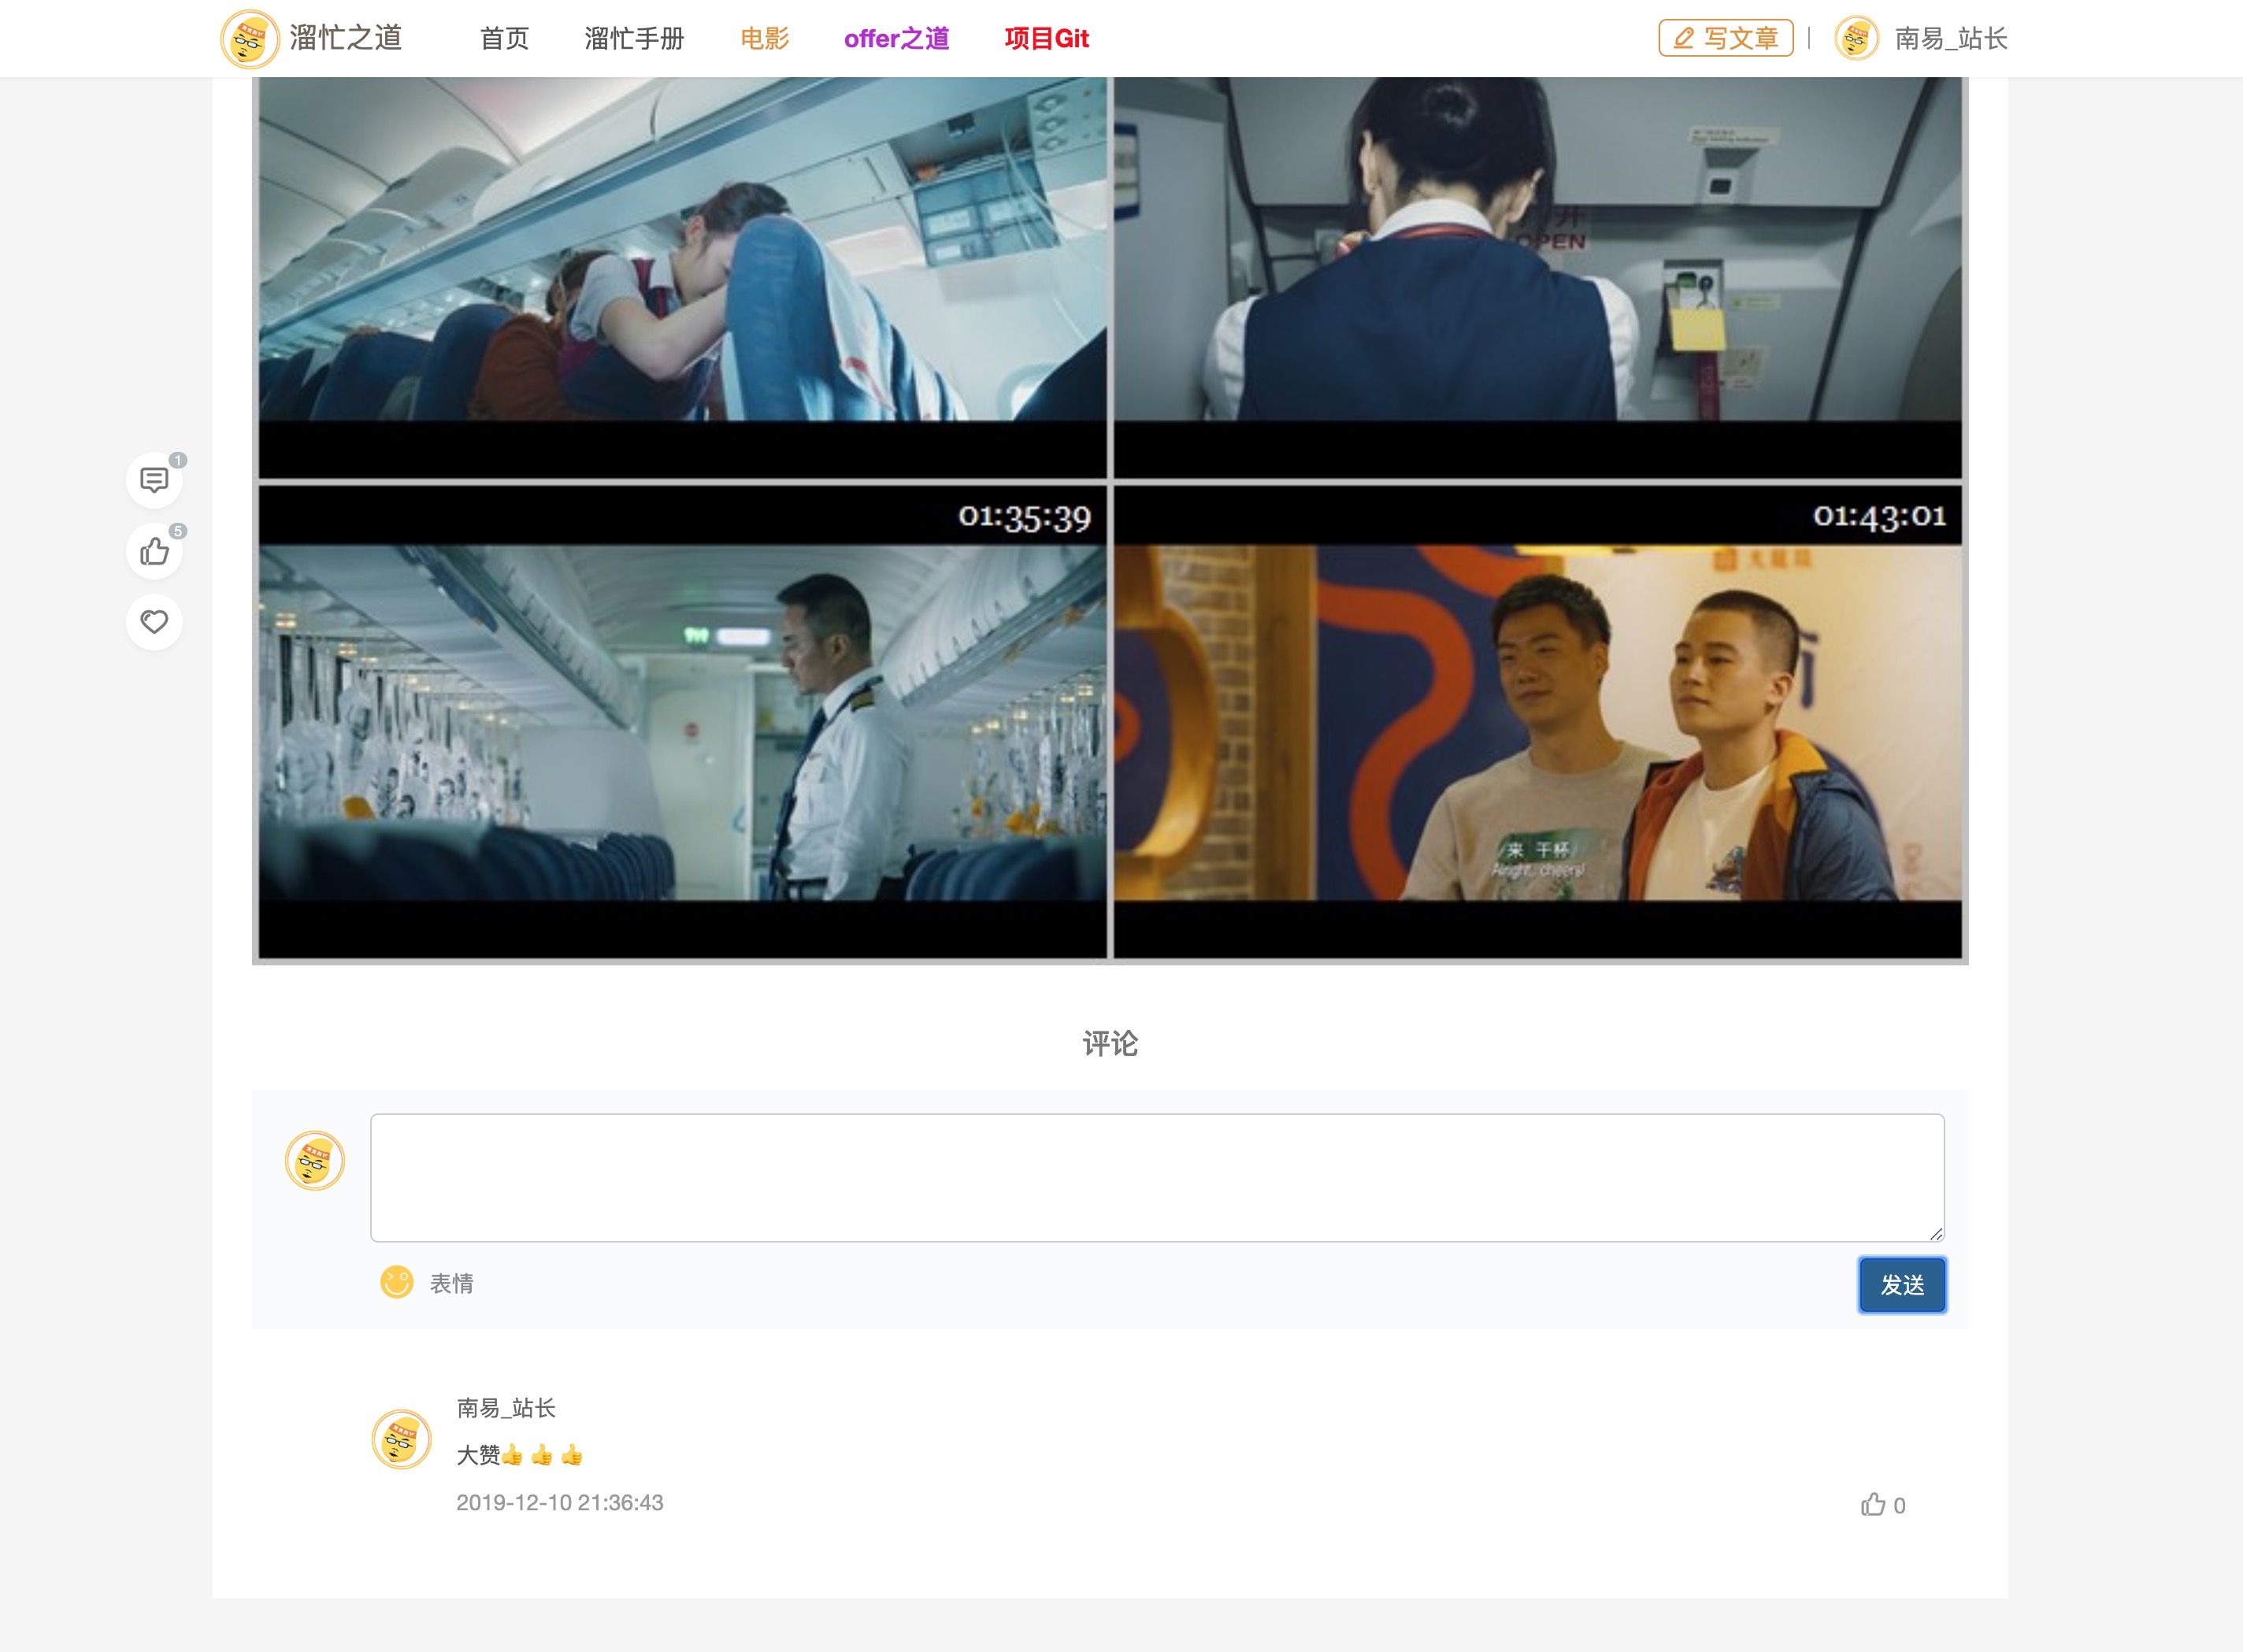 溜忙之道
首页
溜忙手册
电影
offer之道
项目Git
写文章
南易_站长
开
OPEN
1
5
01:35:39
01:43:01
来 干杯
Alright, cheers!
评论
表情
发送
南易_站长
大赞👍👍👍
2019-12-10 21:36:43
0